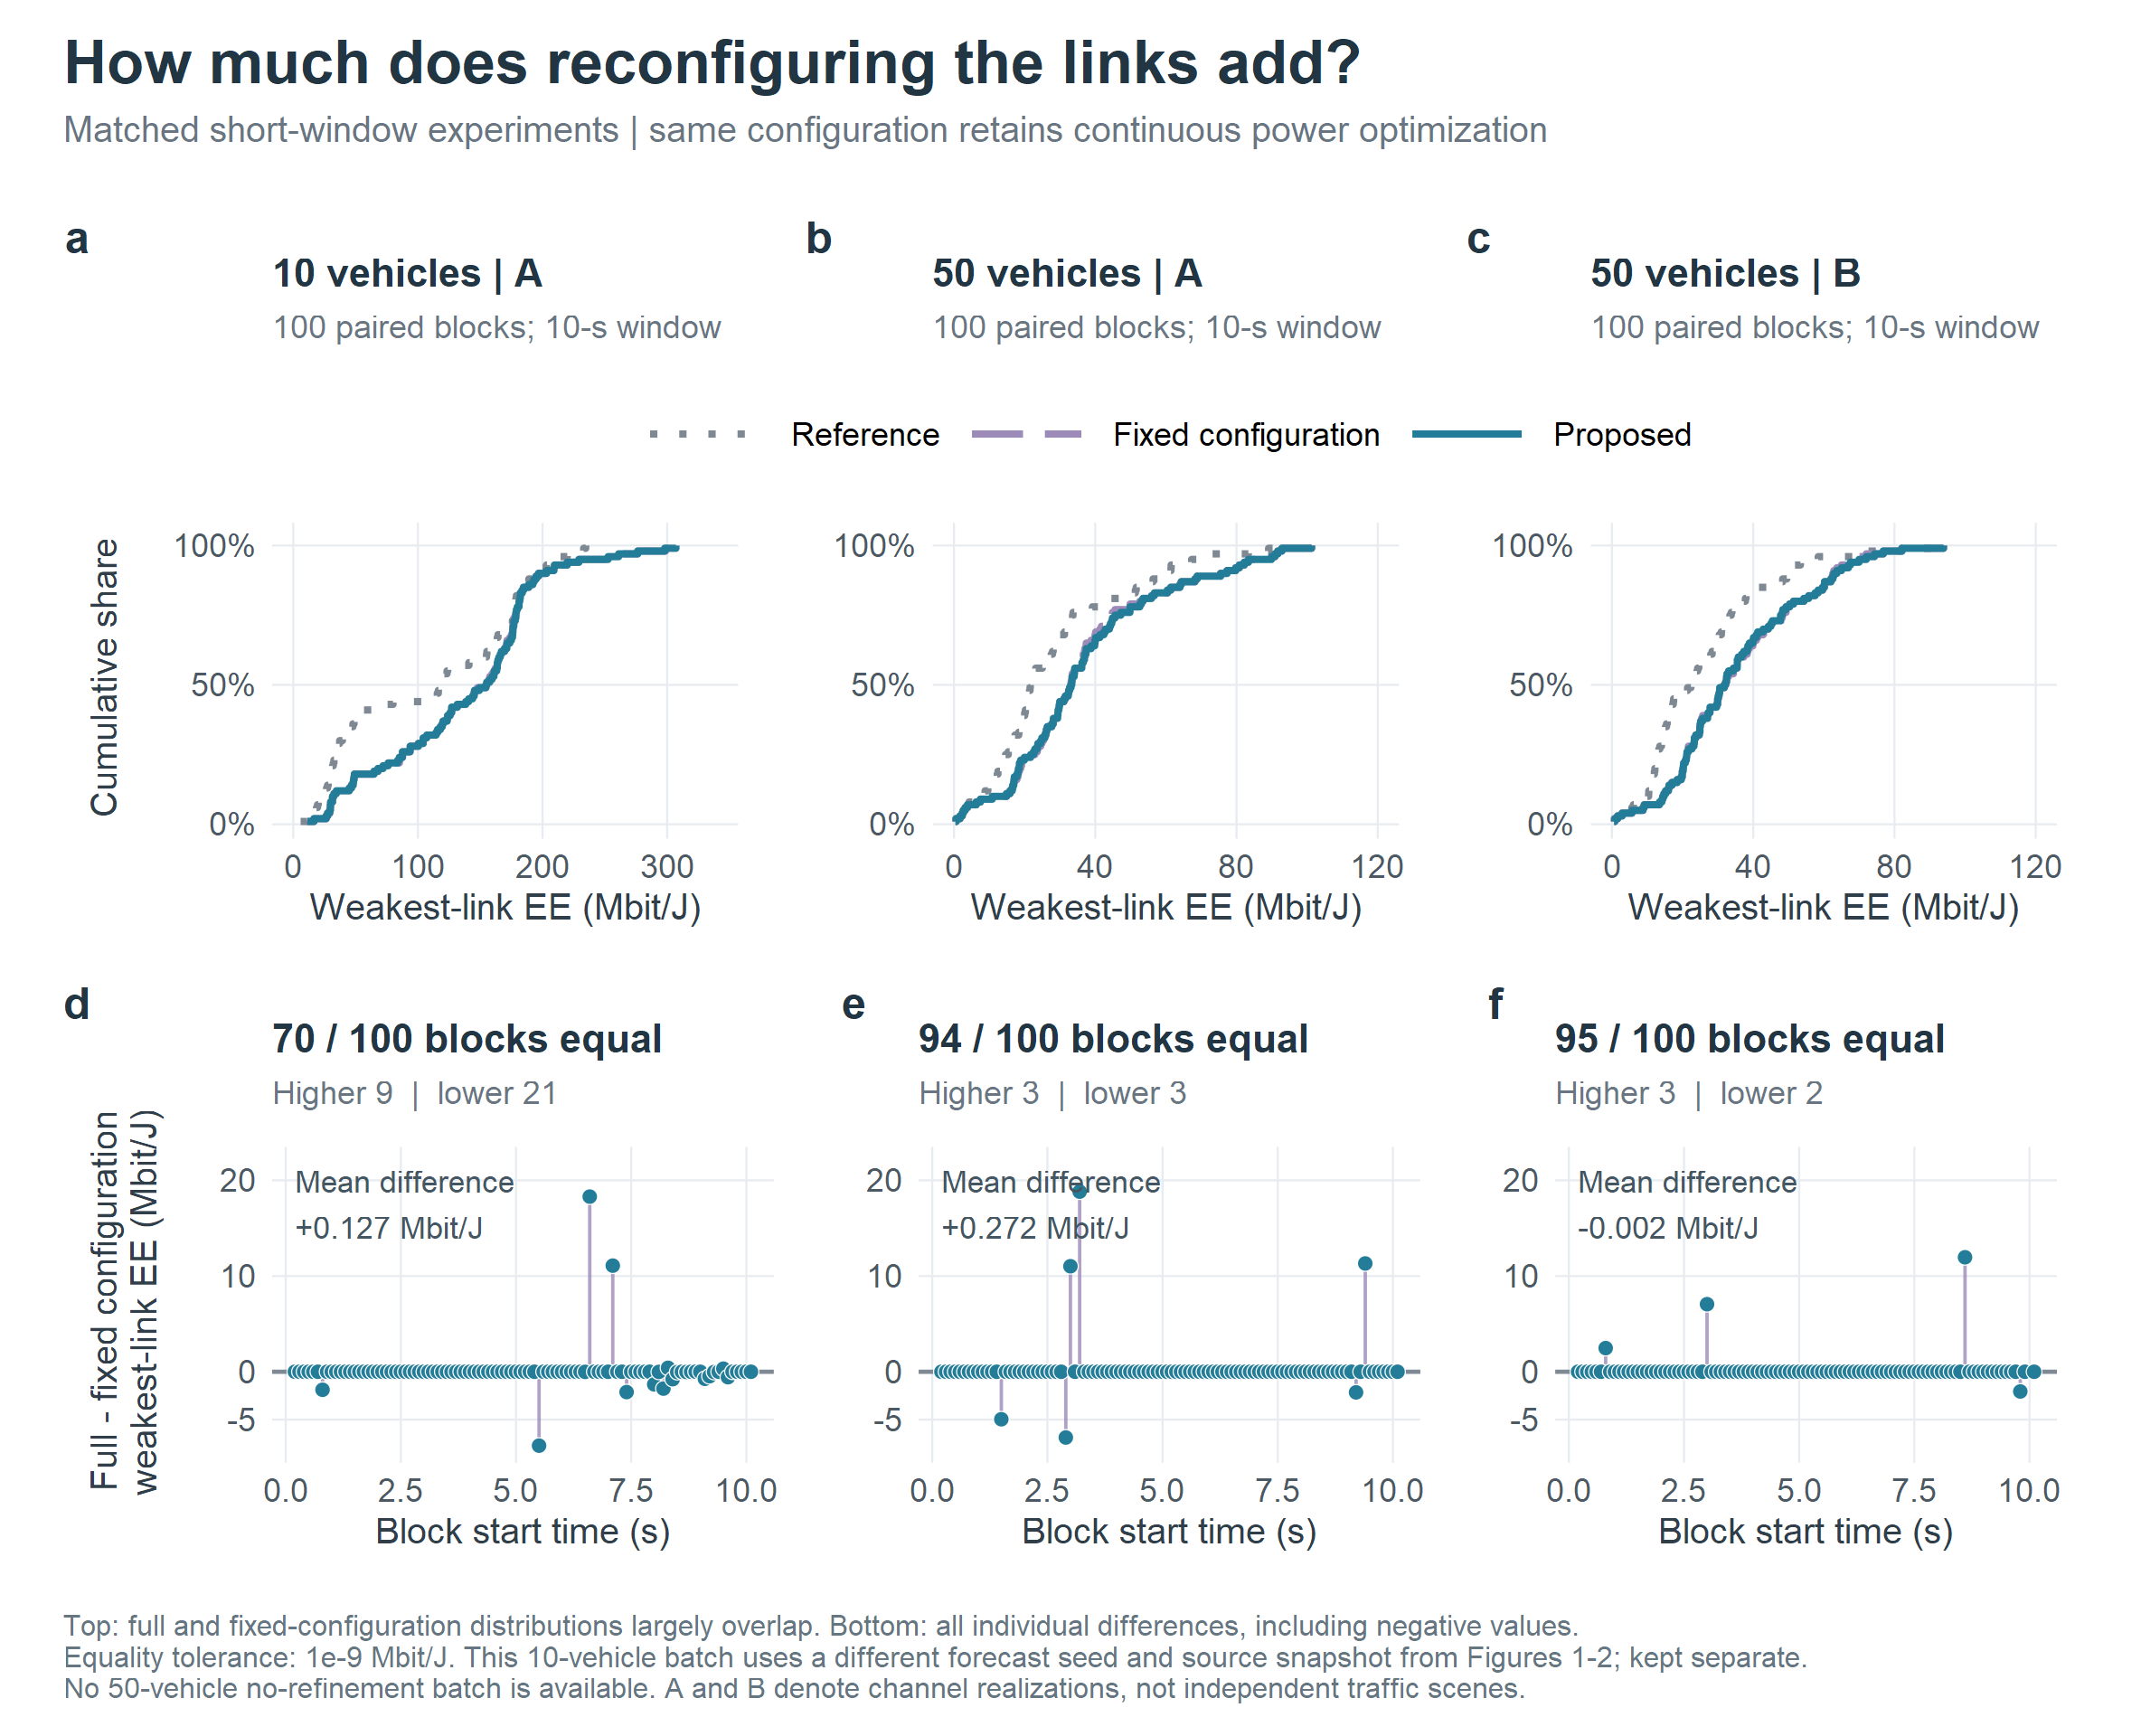 How much does reconfiguring the links add?
Matched short-window experiments | same configuration retains continuous power optimization
a
10 vehicles | A
100 paired blocks; 10-s window
b
50 vehicles | A
100 paired blocks; 10-s window
c
50 vehicles | B
100 paired blocks; 10-s window
Reference
Fixed configuration
Proposed
Cumulative share
100%
50%
0%
0 100 200 300
Weakest-link EE (Mbit/J)
100%
50%
0%
0 40 80 120
Weakest-link EE (Mbit/J)
100%
50%
0%
0 40 80 120
Weakest-link EE (Mbit/J)
d
70 / 100 blocks equal
Higher 9 | lower 21
Full - fixed configuration
weakest-link EE (Mbit/J)
20
10
0
-5
Mean difference
+0.127 Mbit/J
0.0 2.5 5.0 7.5 10.0
Block start time (s)
e
94 / 100 blocks equal
Higher 3 | lower 3
20
10
0
-5
Mean difference
+0.272 Mbit/J
0.0 2.5 5.0 7.5 10.0
Block start time (s)
f
95 / 100 blocks equal
Higher 3 | lower 2
20
10
0
-5
Mean difference
-0.002 Mbit/J
0.0 2.5 5.0 7.5 10.0
Block start time (s)
Top: full and fixed-configuration distributions largely overlap. Bottom: all individual differences, including negative values.
Equality tolerance: 1e-9 Mbit/J. This 10-vehicle batch uses a different forecast seed and source snapshot from Figures 1-2; kept separate.
No 50-vehicle no-refinement batch is available. A and B denote channel realizations, not independent traffic scenes.